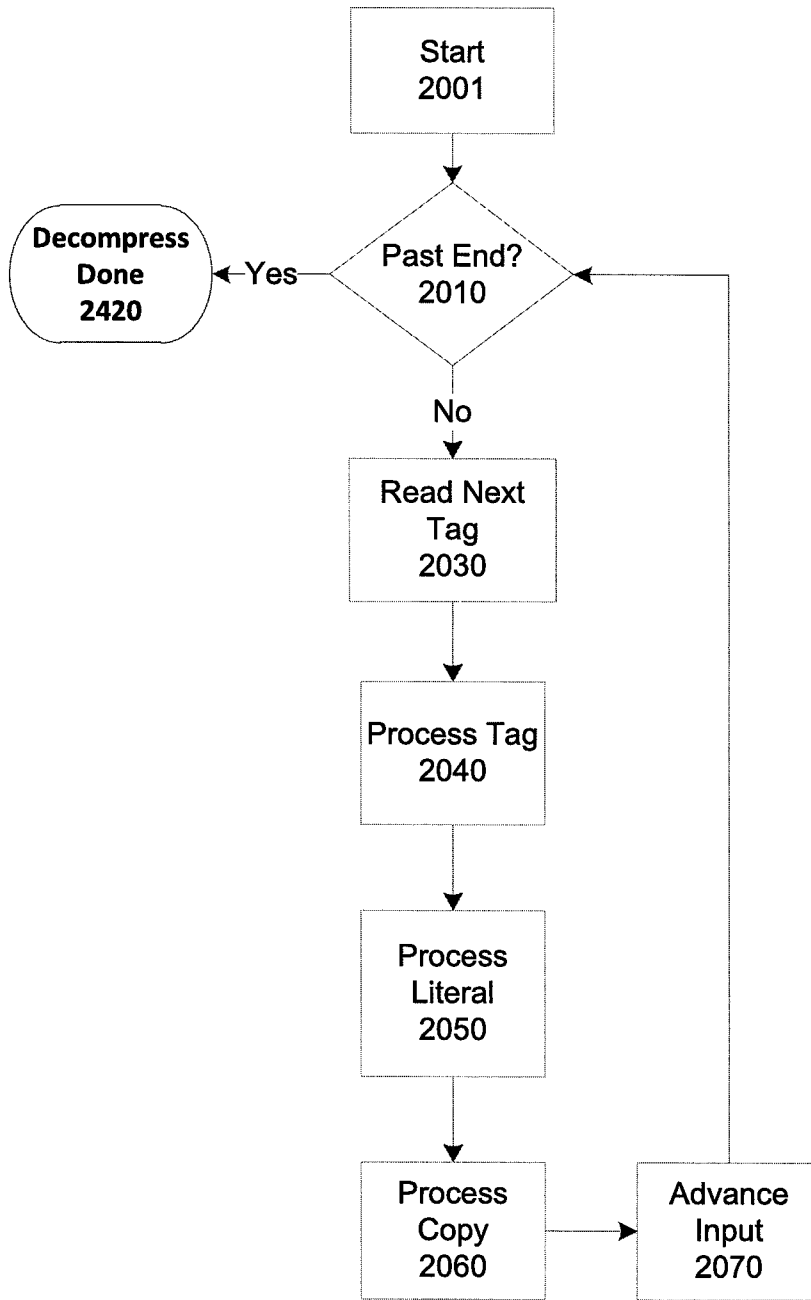 Start
2001
Decompress
Done
2420
Yes
Past End?
2010
No
Read Next
Tag
2030
Process Tag
2040
Process
Literal
2050
Process
Copy
2060
Advance
Input
2070